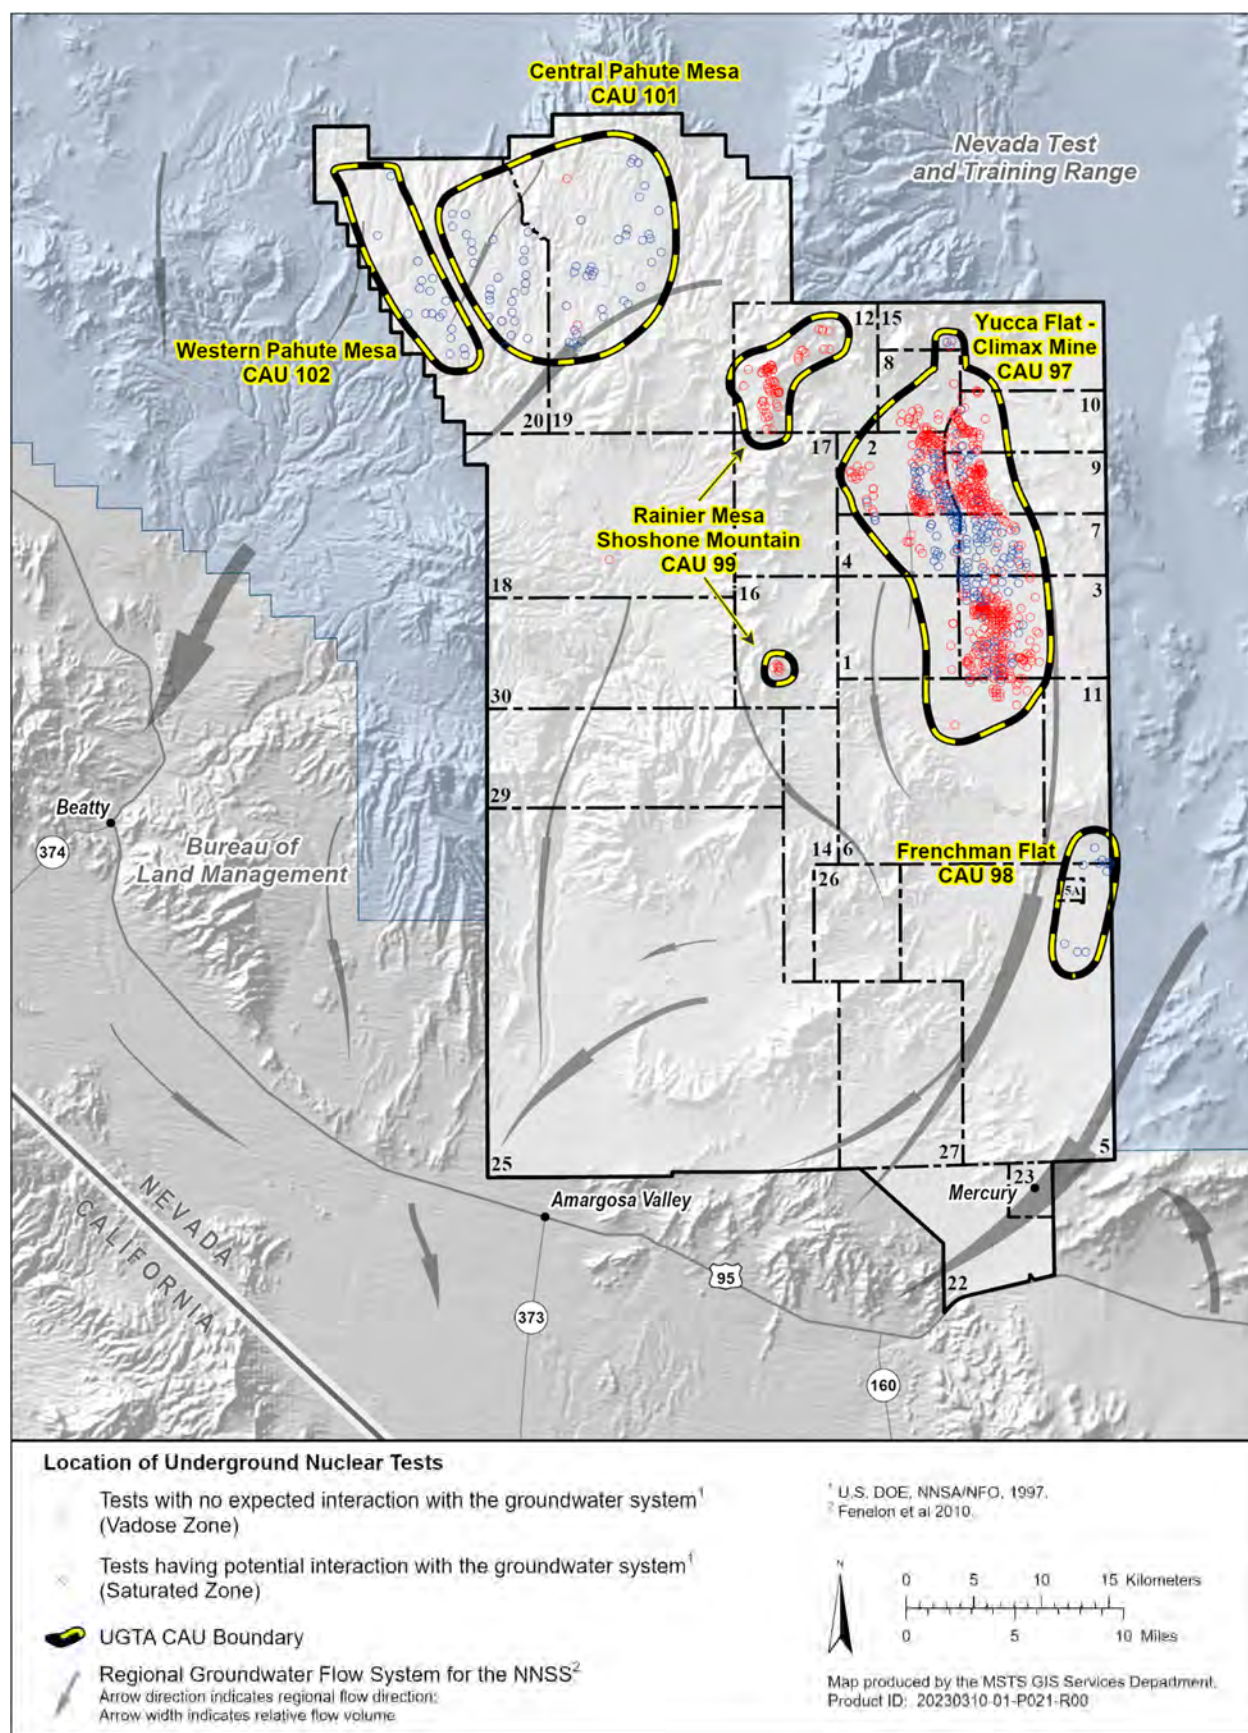 Central Pahute Mesa
CAU 101
Nevada Test
and Training Range
Western Pahute Mesa
CAU 102
12
15
Yucca Flat -
Climax Mine
CAU 97
8
10
20
19
17
2
9
Rainier Mesa
Shoshone Mountain
CAU 99
7
4
18
16
3
1
30
11
29
Beatty
374
Bureau of
Land Management
14
6
Frenchman Flat
CAU 98
26
5A
25
27
5
23
Mercury
NEVADA
CALIFORNIA
Amargosa Valley
95
22
373
160
Location of Underground Nuclear Tests
Tests with no expected interaction with the groundwater system1
(Vadose Zone)
Tests having potential interaction with the groundwater system1
(Saturated Zone)
UGTA CAU Boundary
Regional Groundwater Flow System for the NNSS2
Arrow direction indicates regional flow direction:
Arrow width indicates relative flow volume
1 U.S. DOE, NNSA/NFO, 1997.
2 Fenelon et al 2010.
N
0 5 10 15 Kilometers
0 5 10 Miles
Map produced by the MSTS GIS Services Department.
Product ID: 20230310-01-P021-R00